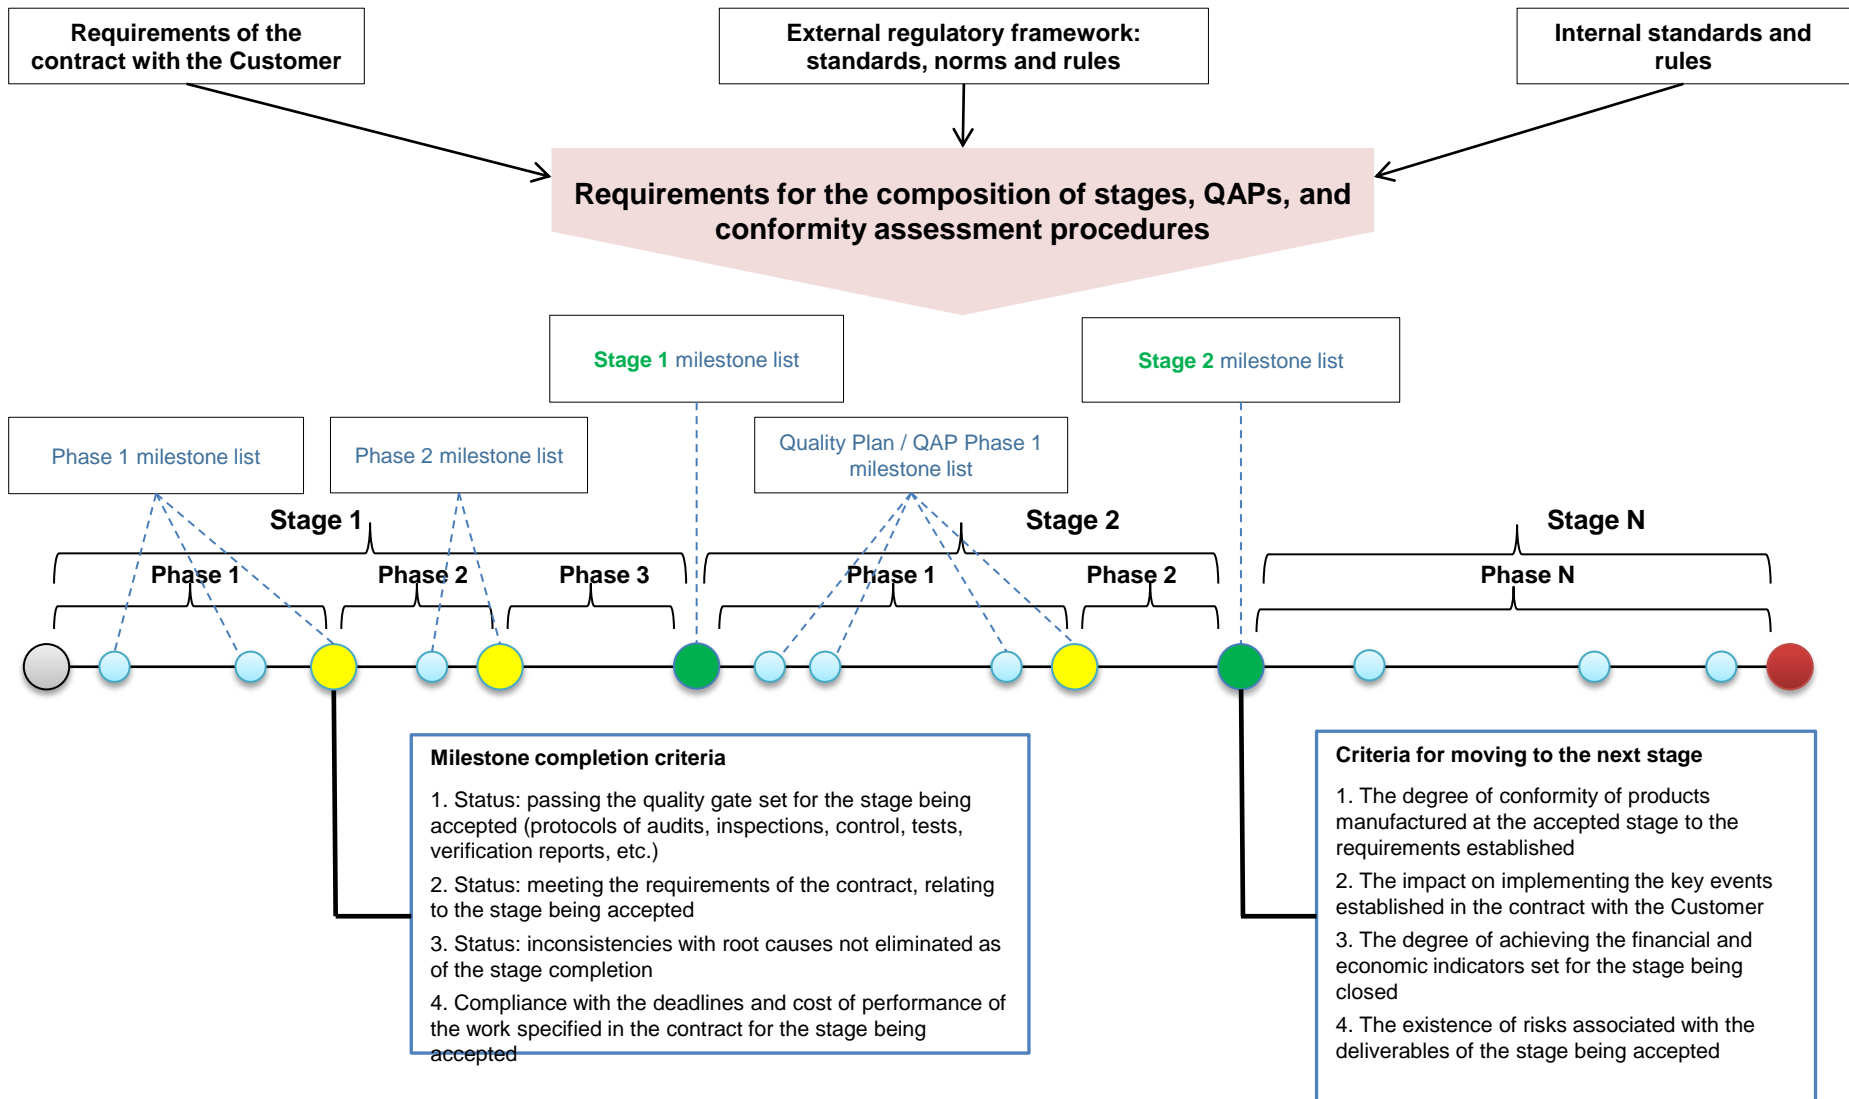 Requirements of the
contract with the Customer
External regulatory framework:
standards, norms and rules
Internal standards and
rules
Requirements for the composition of stages, QAPs, and
conformity assessment procedures
Stage 1 milestone list
Stage 2 milestone list
Phase 1 milestone list
Phase 2 milestone list
Quality Plan / QAP Phase 1
milestone list
Stage 1
Stage 2
Stage N
Phase 1
Phase 2
Phase 3
Phase 1
Phase 2
Phase N
Milestone completion criteria
1. Status: passing the quality gate set for the stage being
accepted (protocols of audits, inspections, control, tests,
verification reports, etc.)
2. Status: meeting the requirements of the contract, relating
to the stage being accepted
3. Status: inconsistencies with root causes not eliminated as
of the stage completion
4. Compliance with the deadlines and cost of performance of
the work specified in the contract for the stage being
accepted
Criteria for moving to the next stage
1. The degree of conformity of products
manufactured at the accepted stage to the
requirements established
2. The impact on implementing the key events
established in the contract with the Customer
3. The degree of achieving the financial and
economic indicators set for the stage being
closed
4. The existence of risks associated with the
deliverables of the stage being accepted